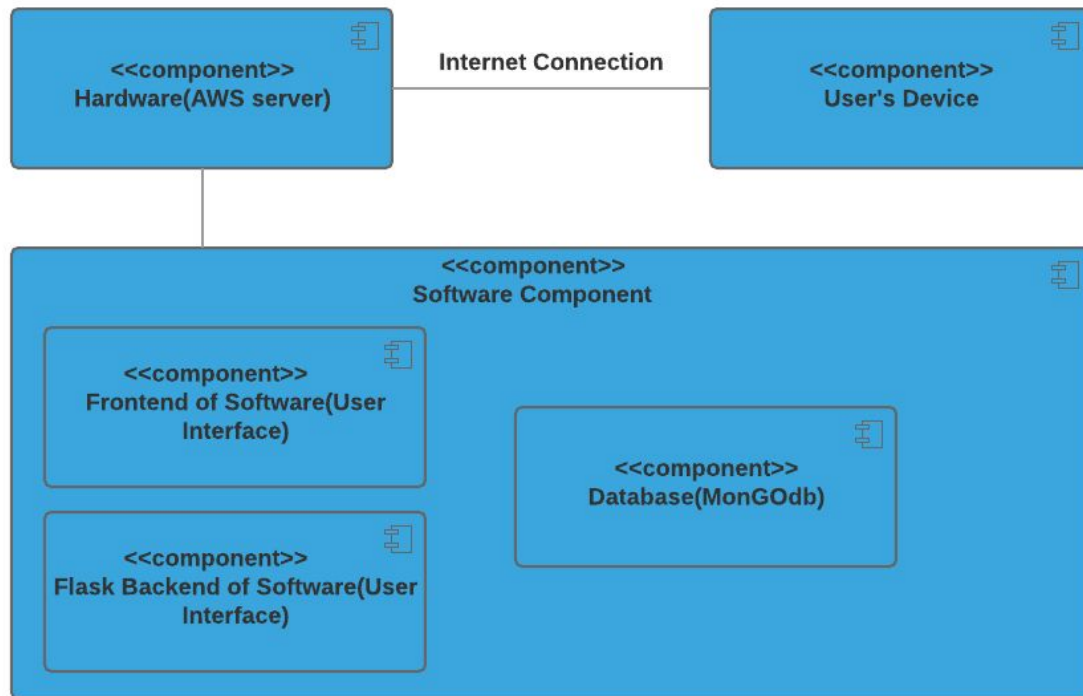 <<component>>
Hardware(AWS server)
Internet Connection
<<component>>
User's Device
<<component>>
Software Component
<<component>>
Frontend of Software(User
Interface)
<<component>>
Database(MonGOdb)
<<component>>
Flask Backend of Software(User
Interface)